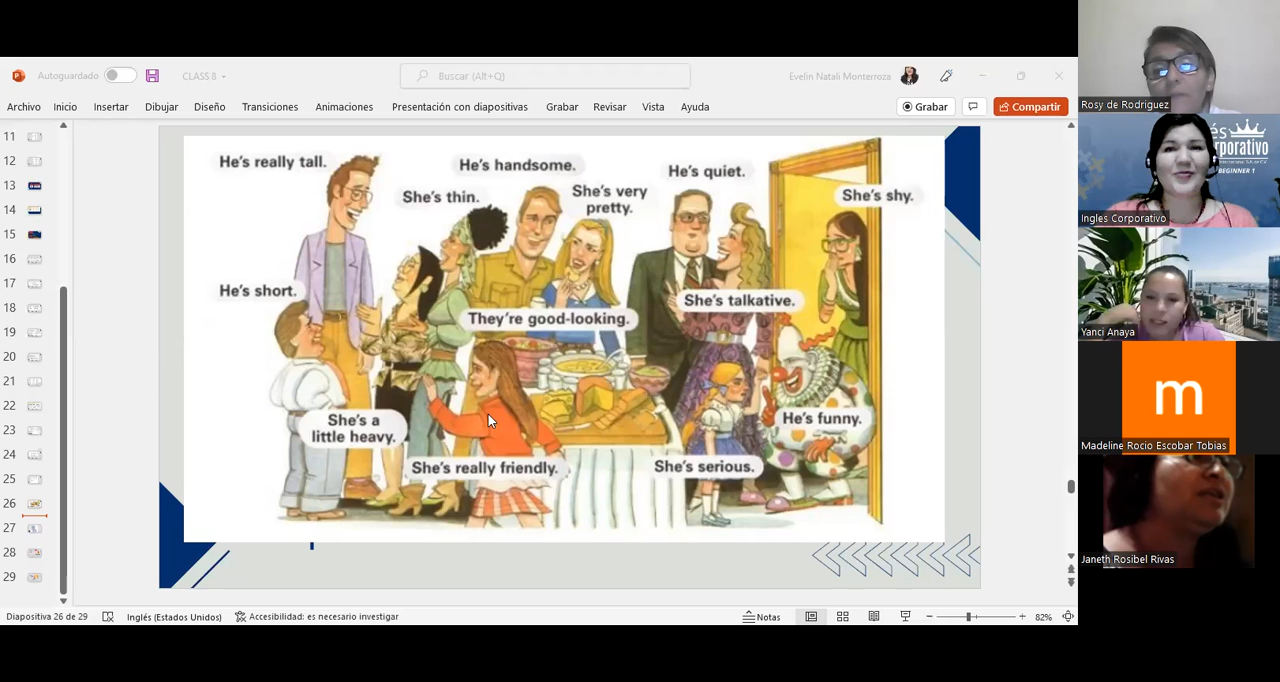 Autoguardado
CLASS 8
Buscar (Alt+Q)
Evelin Natali Monterroza
Archivo Inicio Insertar Dibujar Diseño Transiciones Animaciones Presentación con diapositivas Grabar Revisar Vista Ayuda
Grabar
Compartir
11
12
13
14
15
16
17
18
19
20
21
22
23
24
25
26
27
28
29
He's really tall.
He's handsome.
She's thin.
She's very
pretty.
He's quiet.
She's shy.
He's short.
They're good-looking.
She's talkative.
She's a
little heavy.
He's funny.
She's really friendly.
She's serious.
Diapositiva 26 de 29
Inglés (Estados Unidos)
Accesibilidad: es necesario investigar
Notas
82%
Rosy de Rodriguez
BEGINNER 1
Ingles Corporativo
Yanci Anaya
m
Madeline Rocio Escobar Tobias
Janeth Rosibel Rivas